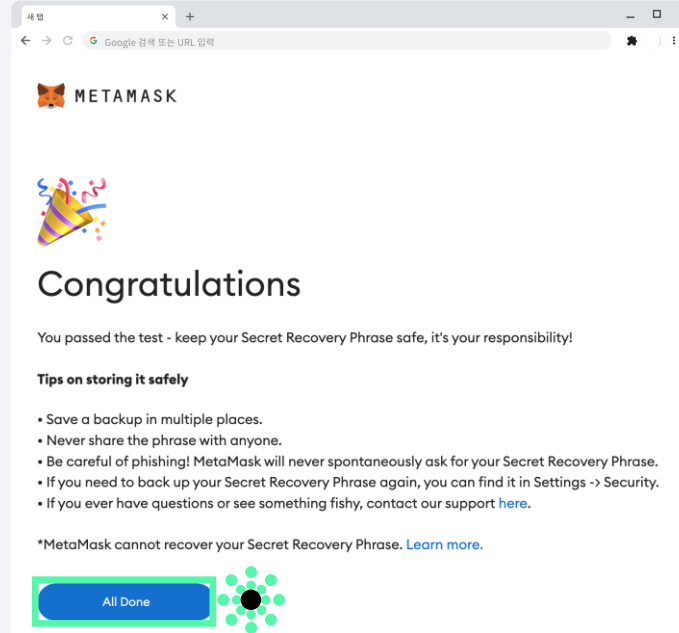 새 탭
Google 검색 또는 URL 입력
METAMASK
Congratulations
You passed the test - keep your Secret Recovery Phrase safe, it's your responsibility!
Tips on storing it safely
• Save a backup in multiple places.
• Never share the phrase with anyone.
• Be careful of phishing! MetaMask will never spontaneously ask for your Secret Recovery Phrase.
• If you need to back up your Secret Recovery Phrase again, you can find it in Settings -> Security.
• If you ever have questions or see something fishy, contact our support here.
*MetaMask cannot recover your Secret Recovery Phrase. Learn more.
All Done